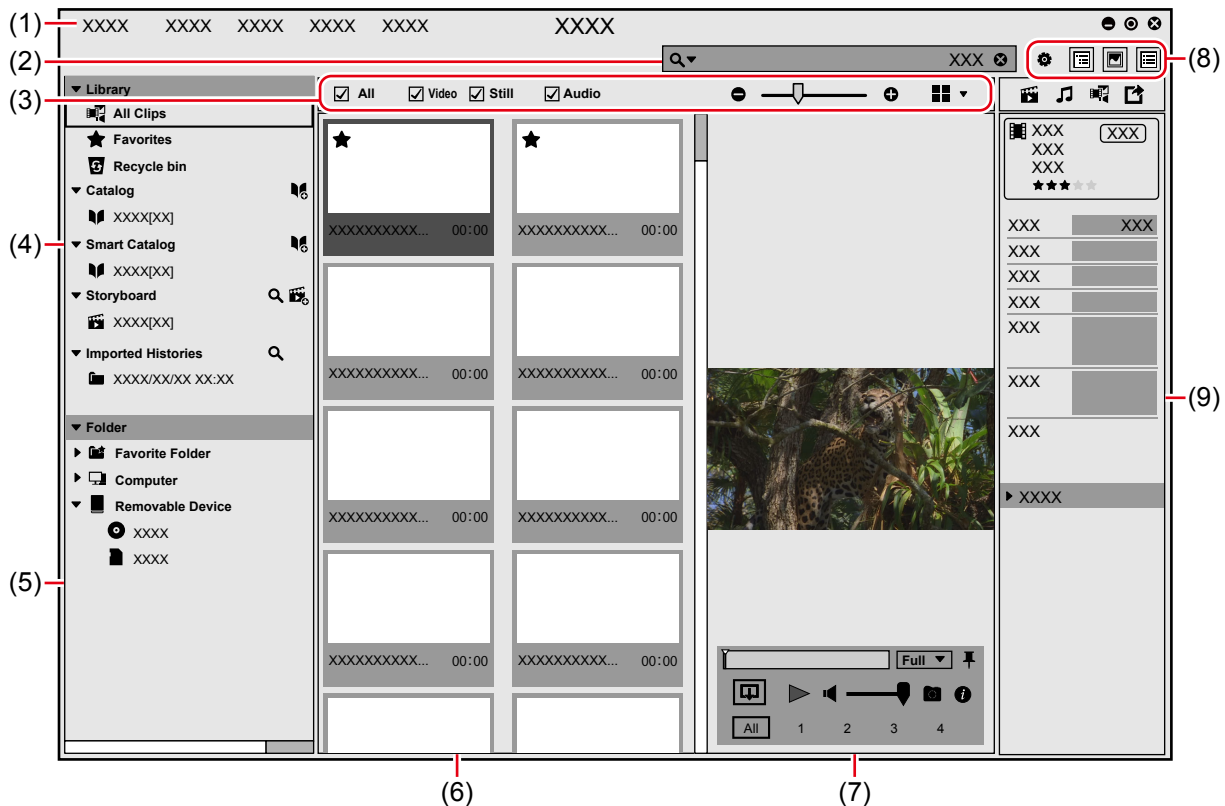 (1)
XXXX XXXX XXXX XXXX XXXX XXXX
(2)
XXX
(8)
(3)
All Video Still Audio
Library
All Clips
Favorites
Recycle bin
Catalog
XXXX[XX]
(4)
Smart Catalog
XXXX[XX]
Storyboard
XXXX[XX]
Imported Histories
XXXX/XX/XX XX:XX
Folder
Favorite Folder
Computer
Removable Device
XXXX
XXXX
(5)
XXXXXXXXXX... 00:00
XXXXXXXXXX... 00:00
XXXXXXXXXX... 00:00
XXXXXXXXXX... 00:00
XXXXXXXXXX... 00:00
XXXXXXXXXX... 00:00
XXXXXXXXXX... 00:00
XXXXXXXXXX... 00:00
(6)
Full
All 1 2 3 4
(7)
XXX XXX
XXX
XXX
XXX XXX
XXX
XXX
XXX
XXX
XXX
(9)
XXX
XXXX